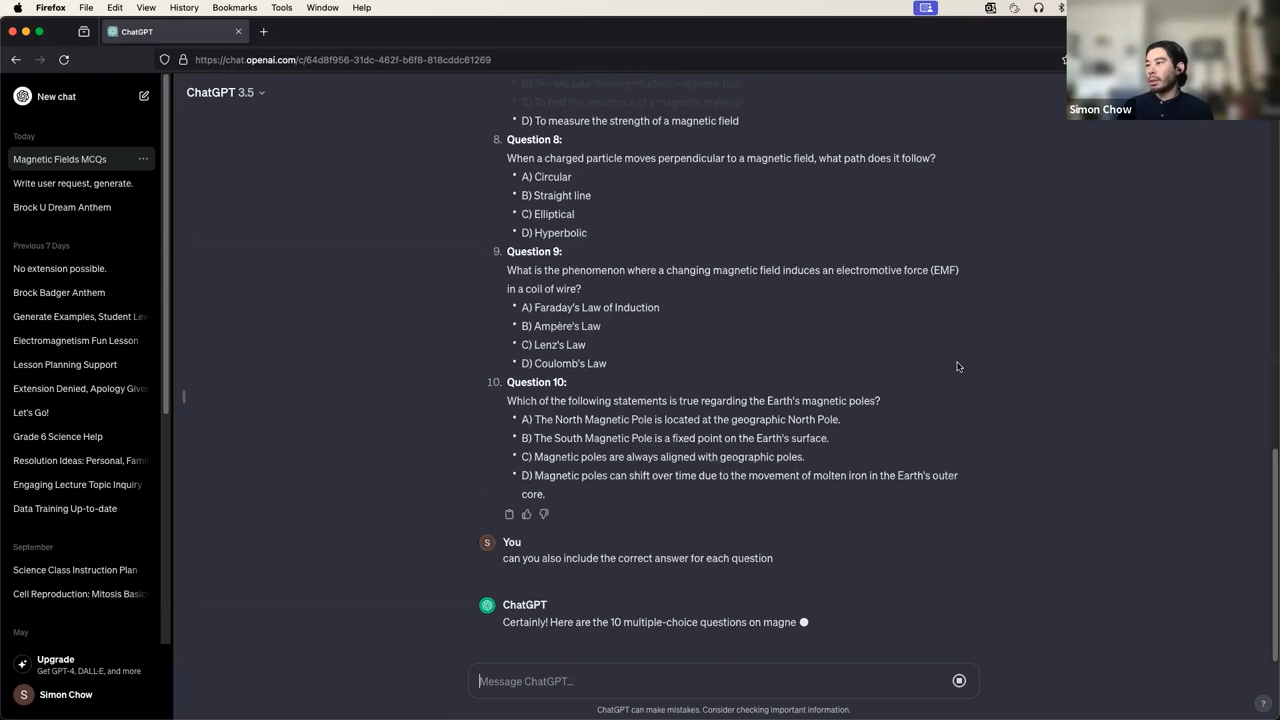 Firefox File Edit View History Bookmarks Tools Window Help
ChatGPT
https://chat.openai.com/c/64d8f956-31dc-462f-b6f8-818cddc61269
Simon Chow
New chat
Today
Magnetic Fields MCQs
Write user request, generate.
Brock U Dream Anthem
Previous 7 Days
No extension possible.
Brock Badger Anthem
Generate Examples, Student Lev
Electromagnetism Fun Lesson
Lesson Planning Support
Extension Denied, Apology Give
Let's Go!
Grade 6 Science Help
Resolution Ideas: Personal, Fami
Engaging Lecture Topic Inquiry
Data Training Up-to-date
September
Science Class Instruction Plan
Cell Reproduction: Mitosis Basic
May
Upgrade
Get GPT-4, DALL·E, and more
S Simon Chow
ChatGPT 3.5
C) To find the resistance of a magnetic material
D) To measure the strength of a magnetic field
8. Question 8:
When a charged particle moves perpendicular to a magnetic field, what path does it follow?
• A) Circular
• B) Straight line
• C) Elliptical
• D) Hyperbolic
9. Question 9:
What is the phenomenon where a changing magnetic field induces an electromotive force (EMF)
in a coil of wire?
• A) Faraday's Law of Induction
• B) Ampère's Law
• C) Lenz's Law
• D) Coulomb's Law
10. Question 10:
Which of the following statements is true regarding the Earth's magnetic poles?
• A) The North Magnetic Pole is located at the geographic North Pole.
• B) The South Magnetic Pole is a fixed point on the Earth's surface.
• C) Magnetic poles are always aligned with geographic poles.
• D) Magnetic poles can shift over time due to the movement of molten iron in the Earth's outer
core.
S You
can you also include the correct answer for each question
ChatGPT
Certainly! Here are the 10 multiple-choice questions on magne
Message ChatGPT…
ChatGPT can make mistakes. Consider checking important information.
?